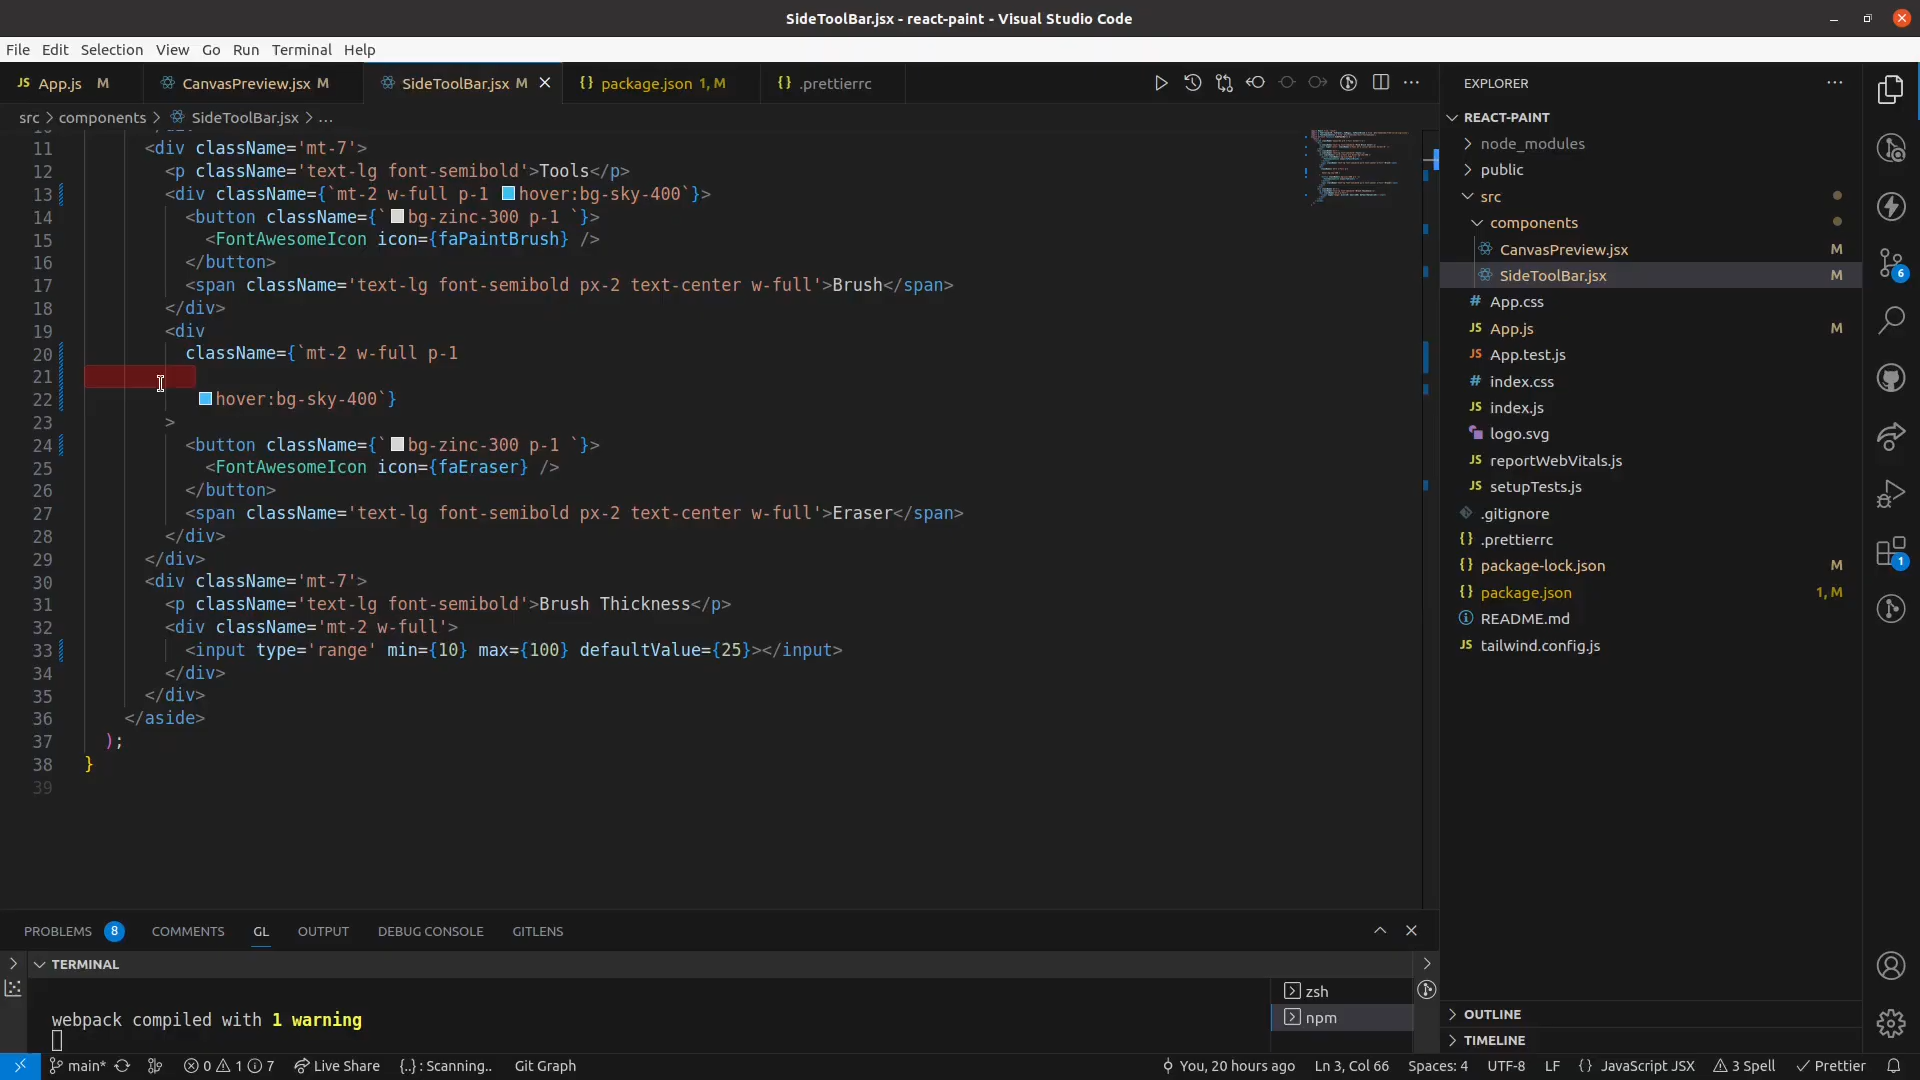 SideToolBar.jsx - react-paint - Visual Studio Code
File Edit Selection View Go Run Terminal Help
JS App.js M CanvasPreview.jsx M SideToolBar.jsx M {} package.json 1, M {} .prettierrc
src > components > SideToolBar.jsx > ...
11 <div className='mt-7'>
12 <p className='text-lg font-semibold'>Tools</p>
13 <div className={`mt-2 w-full p-1 hover:bg-sky-400`}>
14 <button className={` bg-zinc-300 p-1 `}>
15 <FontAwesomeIcon icon={faPaintBrush} />
16 </button>
17 <span className='text-lg font-semibold px-2 text-center w-full'>Brush</span>
18 </div>
19 <div
20 className={`mt-2 w-full p-1
21
22 hover:bg-sky-400`}
23 >
24 <button className={` bg-zinc-300 p-1 `}>
25 <FontAwesomeIcon icon={faEraser} />
26 </button>
27 <span className='text-lg font-semibold px-2 text-center w-full'>Eraser</span>
28 </div>
29 </div>
30 <div className='mt-7'>
31 <p className='text-lg font-semibold'>Brush Thickness</p>
32 <div className='mt-2 w-full'>
33 <input type='range' min={10} max={100} defaultValue={25}></input>
34 </div>
35 </div>
36 </aside>
37 );
38 }
39
PROBLEMS 8 COMMENTS GL OUTPUT DEBUG CONSOLE GITLENS
TERMINAL
webpack compiled with 1 warning
zsh
npm
EXPLORER
REACT-PAINT
node_modules
public
src
components
CanvasPreview.jsx M
SideToolBar.jsx M
# App.css
JS App.js M
JS App.test.js
# index.css
JS index.js
logo.svg
JS reportWebVitals.js
JS setupTests.js
.gitignore
{} .prettierrc
{} package-lock.json M
{} package.json 1, M
README.md
JS tailwind.config.js
OUTLINE
TIMELINE
6
1
main* 0 1 7 Live Share {..} : Scanning.. Git Graph You, 20 hours ago Ln 3, Col 66 Spaces: 4 UTF-8 LF {} JavaScript JSX 3 Spell Prettier